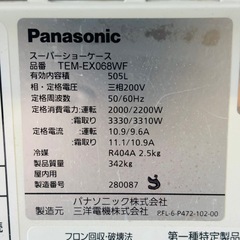 Panasonic
スーパーショーケース
品番 TEM-EX068WF
有効内容積 505L
相・定格電圧 三相200V
定格周波数 50/60Hz
定格消費電力:運転 2000/2200W
霜取り 3330/3310W
定格電流:運転 10.9/9.6A
霜取り 11.1/10.9A
冷媒 R404A 2.5kg
製品質量 342kg
製造番号 280087
パナソニック株式会社
製造元 三洋電機株式会社
EFL-6-P472-102-00
フロン回収・破壊法
第一種特定製品